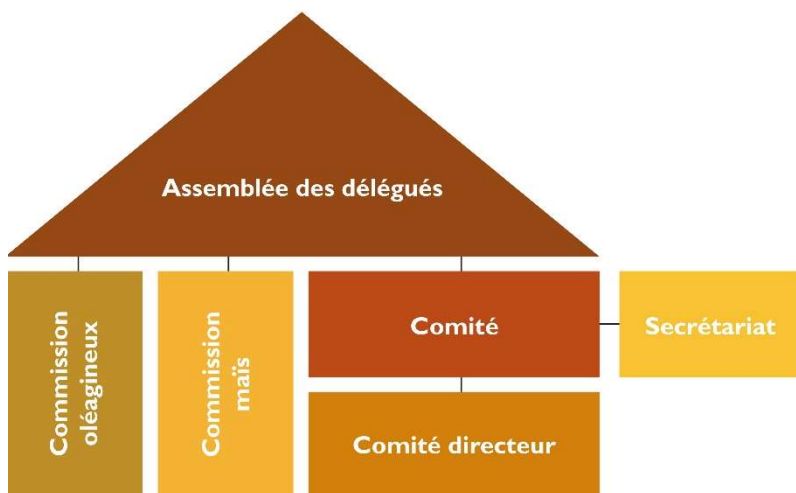 Assemblée des délégués
Commission
oléagineux
Commission
maïs
Comité
Secrétariat
Comité directeur